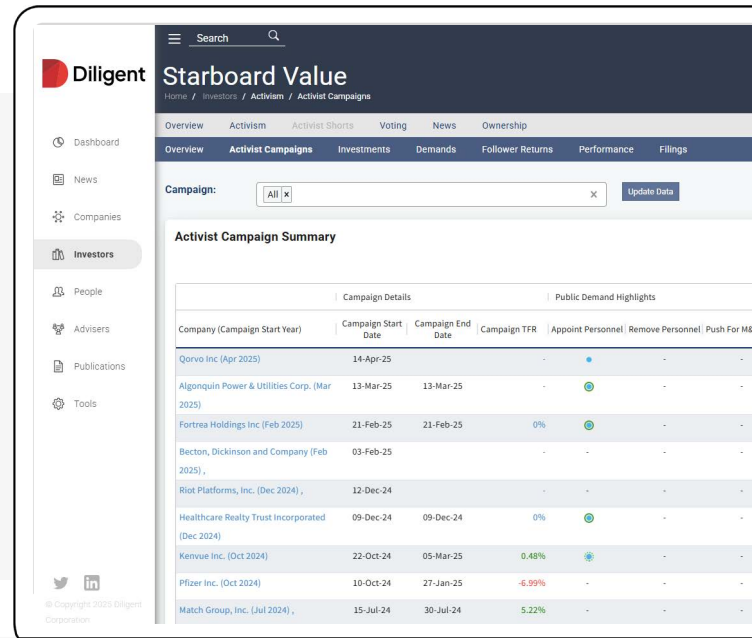 Search
Diligent
Starboard Value
Home / Investors / Activism / Activist Campaigns
Overview Activism Activist Shorts Voting News Ownership
Overview Activist Campaigns Investments Demands Follower Returns Performance Filings
Dashboard
News
Companies
Investors
People
Advisers
Publications
Tools
Campaign: All × × Update Data
Activist Campaign Summary
Campaign Details Public Demand Highlights
Company (Campaign Start Year) Campaign Start Date Campaign End Date Campaign TFR Appoint Personnel Remove Personnel Push For M&
Qorvo Inc (Apr 2025) 14-Apr-25 - - -
Algonquin Power & Utilities Corp. (Mar 2025) 13-Mar-25 13-Mar-25 - - -
Fortrea Holdings Inc (Feb 2025) 21-Feb-25 21-Feb-25 0% - -
Becton, Dickinson and Company (Feb 2025) , 03-Feb-25 - - - -
Riot Platforms, Inc. (Dec 2024) , 12-Dec-24 - - - -
Healthcare Realty Trust Incorporated (Dec 2024) 09-Dec-24 09-Dec-24 0% - -
Kenvue Inc. (Oct 2024) 22-Oct-24 05-Mar-25 0.48% - -
Pfizer Inc. (Oct 2024) 10-Oct-24 27-Jan-25 -6.99% - - -
Match Group, Inc. (Jul 2024) , 15-Jul-24 30-Jul-24 5.22% - - -
© Copyright 2025 Diligent
Corporation